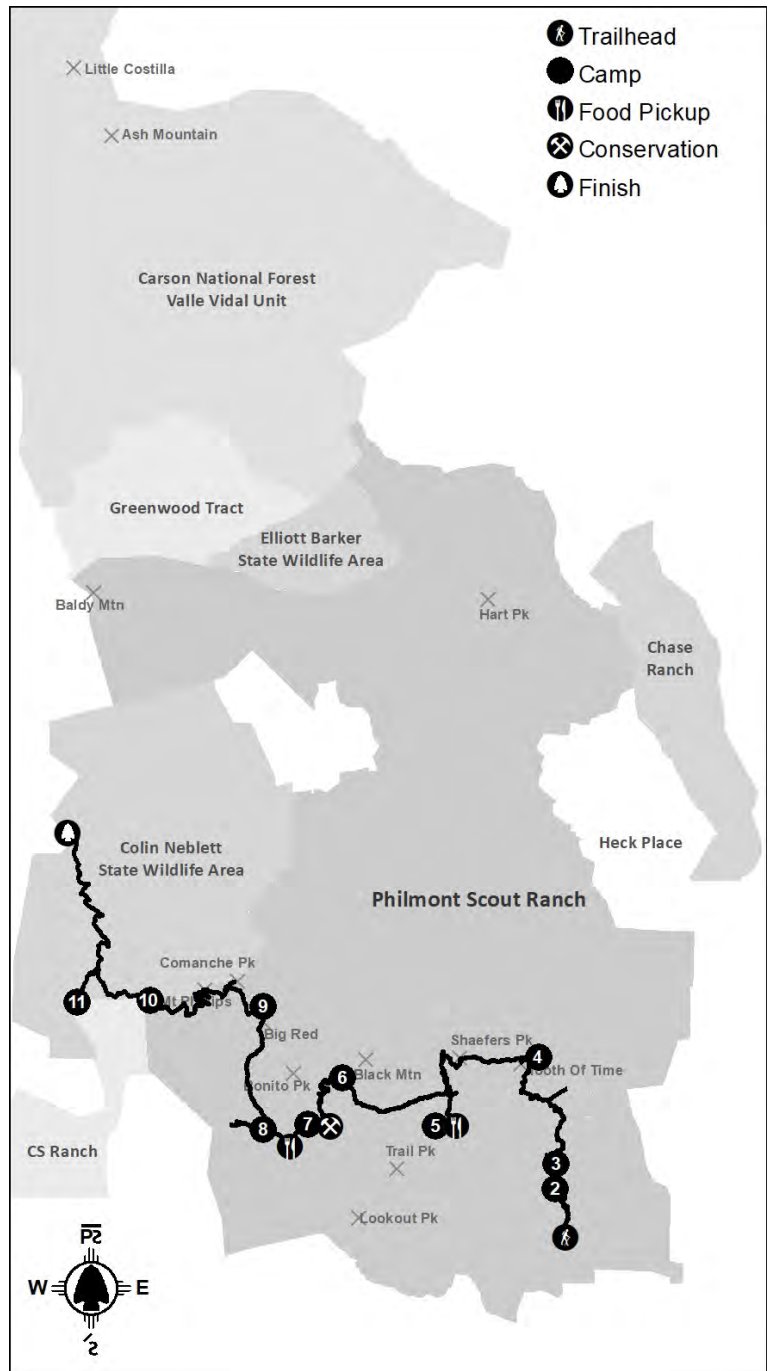 Trailhead
Camp
Food Pickup
Conservation
Finish
Little Costilla
Ash Mountain
Carson National Forest
Valle Vidal Unit
Greenwood Tract
Elliott Barker
State Wildlife Area
Baldy Mtn
Hart Pk
Chase
Ranch
Heck Place
Colin Neblett
State Wildlife Area
Philmont Scout Ranch
Comanche Pk
11
10
Mt Phillips
9
Big Red
Shaefers Pk
4
Tooth Of Time
Black Mtn
6
Bonito Pk
8
7
5
3
2
Trail Pk
CS Ranch
Lookout Pk
W
E